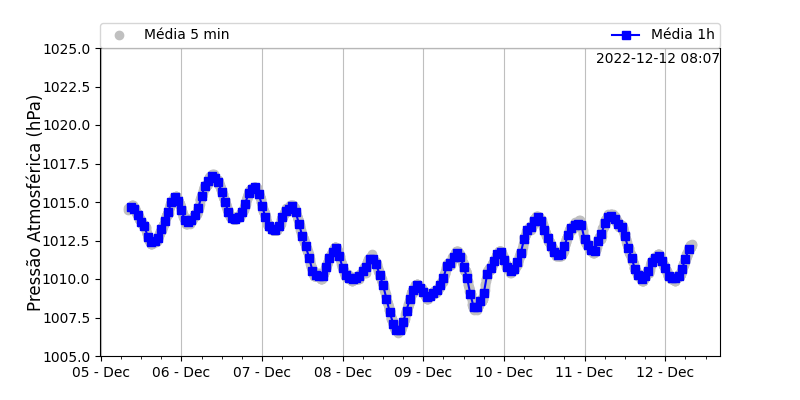 Média 5 min
Média 1h
2022-12-12 08:07
Pressão Atmosférica (hPa)
1025.0
1022.5
1020.0
1017.5
1015.0
1012.5
1010.0
1007.5
1005.0
05 - Dec
06 - Dec
07 - Dec
08 - Dec
09 - Dec
10 - Dec
11 - Dec
12 - Dec